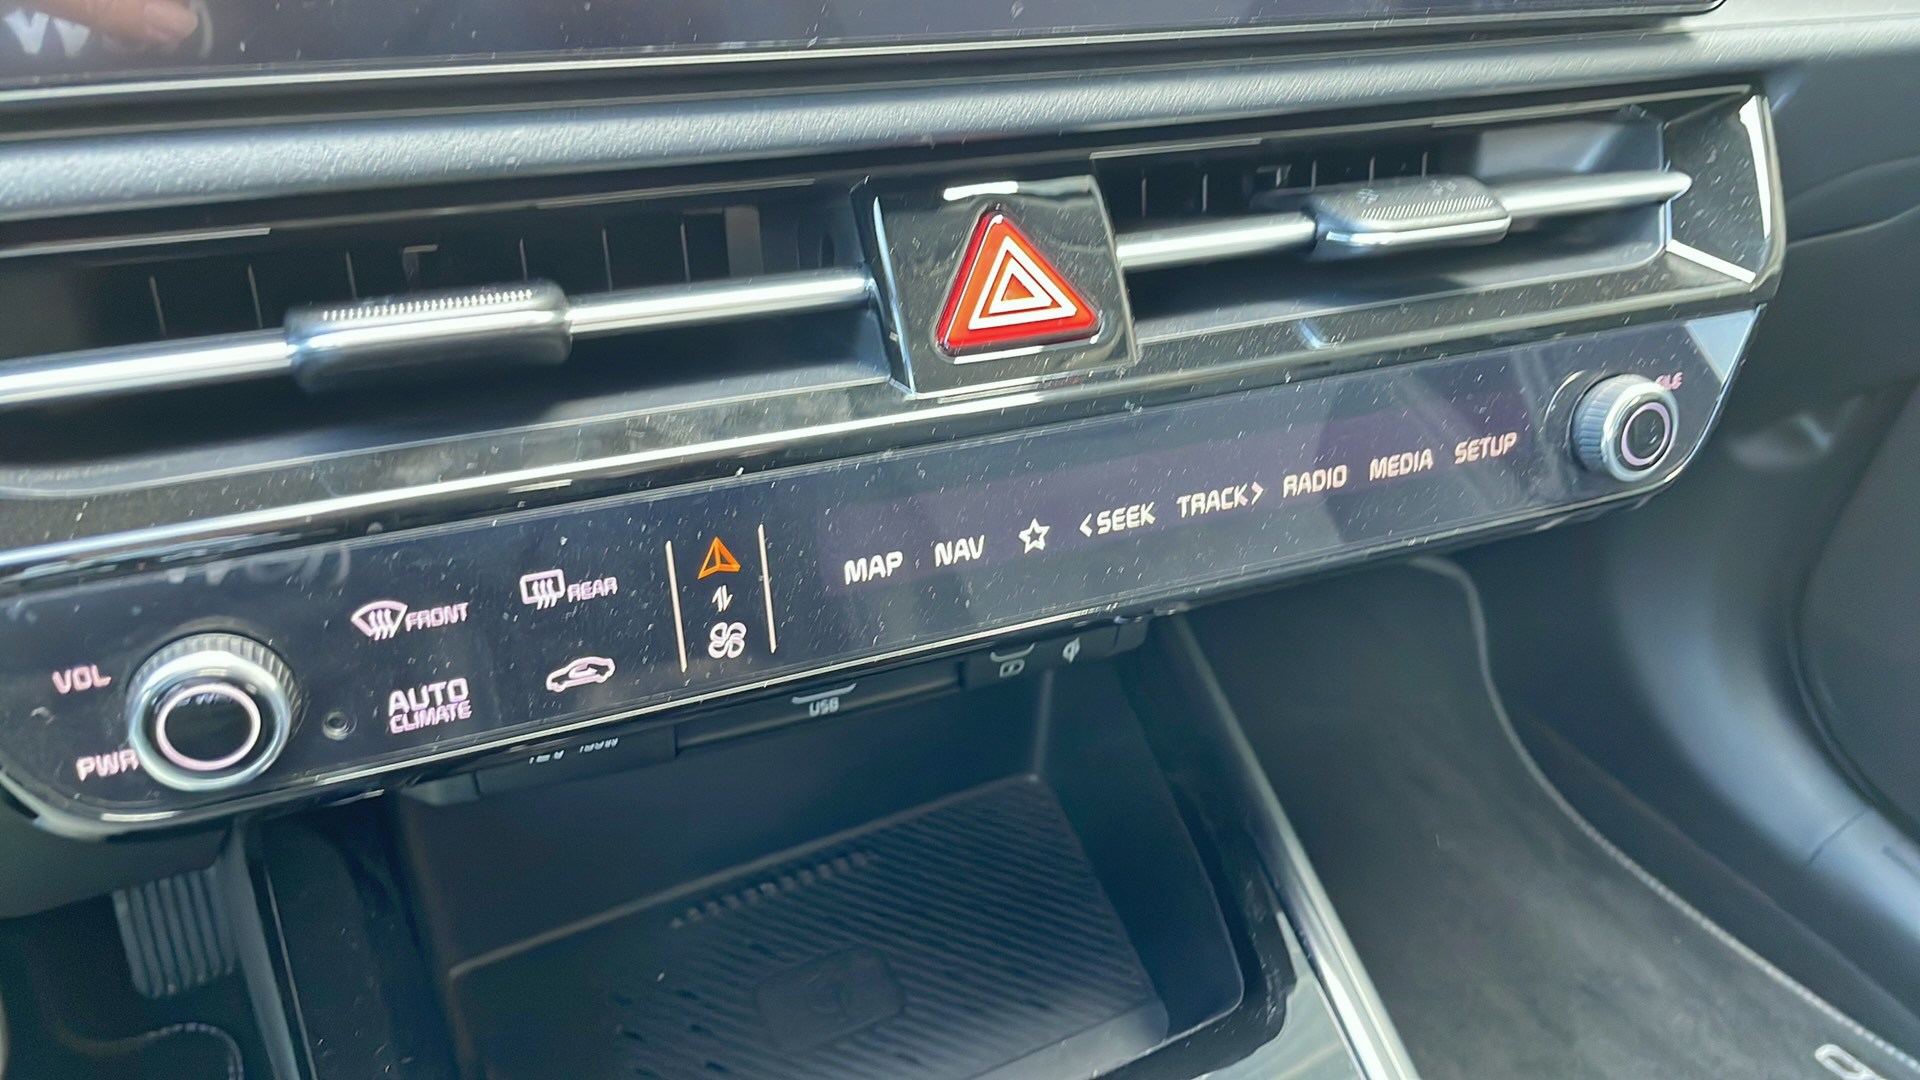 MAP NAV ☆ <SEEK TRACK> RADIO MEDIA SETUP
FRONT REAR
VOL
AUTO
CLIMATE
PWR
USB